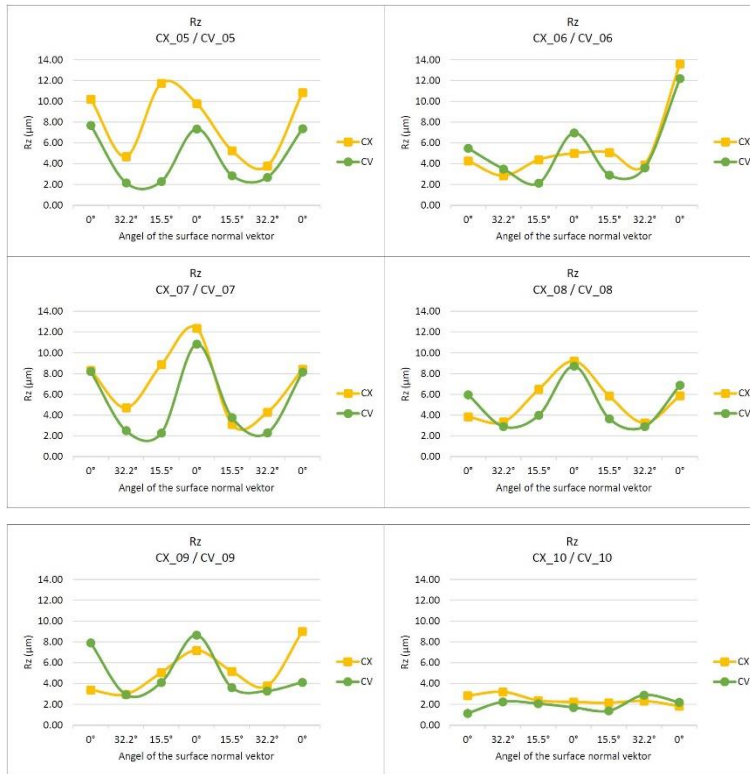 Rz
CX_05 / CV_05
14.00
12.00
10.00
8.00
6.00
4.00
2.00
0.00
Rz (µm)
0° 32.2° 15.5° 0° 15.5° 32.2° 0°
Angel of the surface normal vektor
CX
CV
Rz
CX_06 / CV_06
14.00
12.00
10.00
8.00
6.00
4.00
2.00
0.00
Rz (µm)
0° 32.2° 15.5° 0° 15.5° 32.2° 0°
Angel of the surface normal vektor
CX
CV
Rz
CX_07 / CV_07
14.00
12.00
10.00
8.00
6.00
4.00
2.00
0.00
Rz (µm)
0° 32.2° 15.5° 0° 15.5° 32.2° 0°
Angel of the surface normal vektor
CX
CV
Rz
CX_08 / CV_08
14.00
12.00
10.00
8.00
6.00
4.00
2.00
0.00
Rz (µm)
0° 32.2° 15.5° 0° 15.5° 32.2° 0°
Angel of the surface normal vektor
CX
CV
Rz
CX_09 / CV_09
14.00
12.00
10.00
8.00
6.00
4.00
2.00
0.00
Rz (µm)
0° 32.2° 15.5° 0° 15.5° 32.2° 0°
Angel of the surface normal vektor
CX
CV
Rz
CX_10 / CV_10
14.00
12.00
10.00
8.00
6.00
4.00
2.00
0.00
Rz (µm)
0° 32.2° 15.5° 0° 15.5° 32.2° 0°
Angel of the surface normal vektor
CX
CV